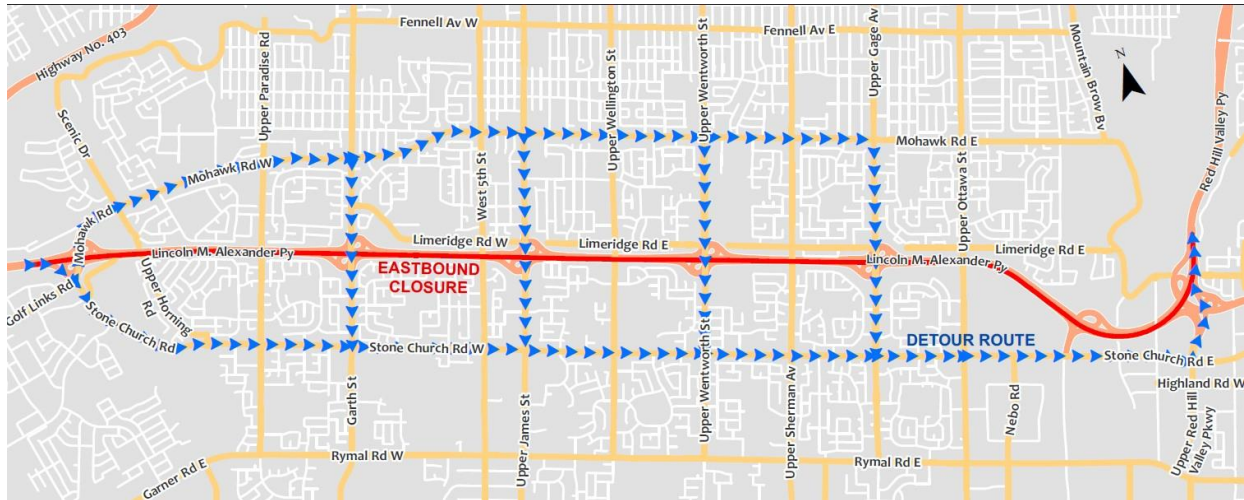 Fennell Av W
Fennell Av E
Highway No. 403
Upper Paradise Rd
Upper Wentworth St
Upper Gage Av
Mountain Brow Bv
N
Scenic Dr
Upper Wellington St
Red Hill Valley Py
Mohawk Rd E
Mohawk Rd W
West 5th St
Upper Ottawa St
Mohawk Rd
Limeridge Rd W
Limeridge Rd E
Limeridge Rd E
Lincoln M. Alexander Py
Lincoln M. Alexander Py
EASTBOUND
CLOSURE
Golf Links Rd
Upper Horning
Rd
Stone Church Rd
Stone Church Rd W
DETOUR ROUTE
Stone Church Rd E
Highland Rd W
Garth St
Upper James St
Upper Wentworth St
Upper Sherman Av
Nebo Rd
Upper Red Hill
Valley Pkwy
Rymal Rd W
Rymal Rd E
Garner Rd E